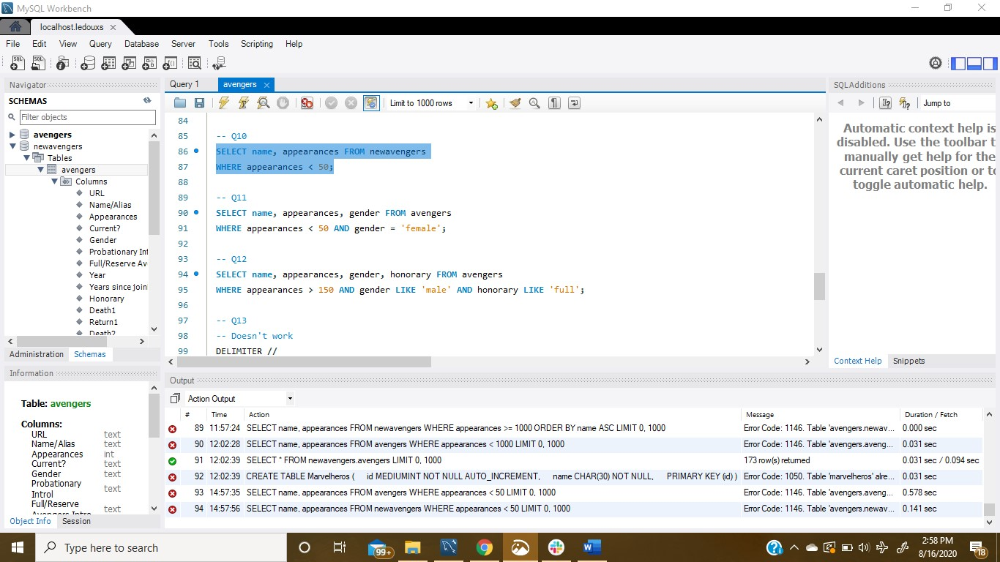 MySQL Workbench
localhost.ledouxs
File Edit View Query Database Server Tools Scripting Help
Navigator
SCHEMAS
Filter objects
avengers
newavengers
Tables
avengers
Columns
URL
Name/Alias
Appearances
Current?
Gender
Probationary Int
Full/Reserve Av
Year
Years since join
Honorary
Death1
Return1
Death2
Administration Schemas
Information
Table: avengers
Columns:
URL text
Name/Alias text
Appearances int
Current? text
Gender text
Probationary text
Introl
Full/Reserve text
Avengers Intro
Object Info Session
Query 1 avengers
Limit to 1000 rows
84
85 -- Q10
86 SELECT name, appearances FROM newavengers
87 WHERE appearances < 50;
88
89 -- Q11
90 SELECT name, appearances, gender FROM avengers
91 WHERE appearances < 50 AND gender = 'female';
92
93 -- Q12
94 SELECT name, appearances, gender, honorary FROM avengers
95 WHERE appearances > 150 AND gender LIKE 'male' AND honorary LIKE 'full';
96
97 -- Q13
98 -- Doesn't work
99 DELIMITER //
SQLAdditions
Jump to
Automatic context help is
disabled. Use the toolbar t
manually get help for the
current caret position or to
toggle automatic help.
Context Help Snippets
Output
Action Output
# Time Action Message Duration / Fetch
89 11:57:24 SELECT name, appearances FROM newavengers WHERE appearances >= 1000 ORDER BY name ASC LIMIT 0, 1000 Error Code: 1146. Table 'avengers.newav... 0.000 sec
90 12:02:28 SELECT name, appearances FROM avengers WHERE appearances < 1000 LIMIT 0, 1000 Error Code: 1146. Table 'avengers.aveng... 0.031 sec
91 12:02:39 SELECT * FROM newavengers.avengers LIMIT 0, 1000 173 row(s) returned 0.031 sec / 0.094 sec
92 12:02:39 CREATE TABLE Marvelheros ( id MEDIUMINT NOT NULL AUTO_INCREMENT, name CHAR(30) NOT NULL, PRIMARY KEY (id) ) Error Code: 1050. Table 'marvelheros' alre... 0.031 sec
93 14:57:35 SELECT name, appearances FROM avengers WHERE appearances < 50 LIMIT 0, 1000 Error Code: 1146. Table 'avengers.aveng... 0.578 sec
94 14:57:56 SELECT name, appearances FROM newavengers WHERE appearances < 50 LIMIT 0, 1000 Error Code: 1146. Table 'avengers.newav... 0.141 sec
Type here to search
99+
2:58 PM
8/16/2020
18